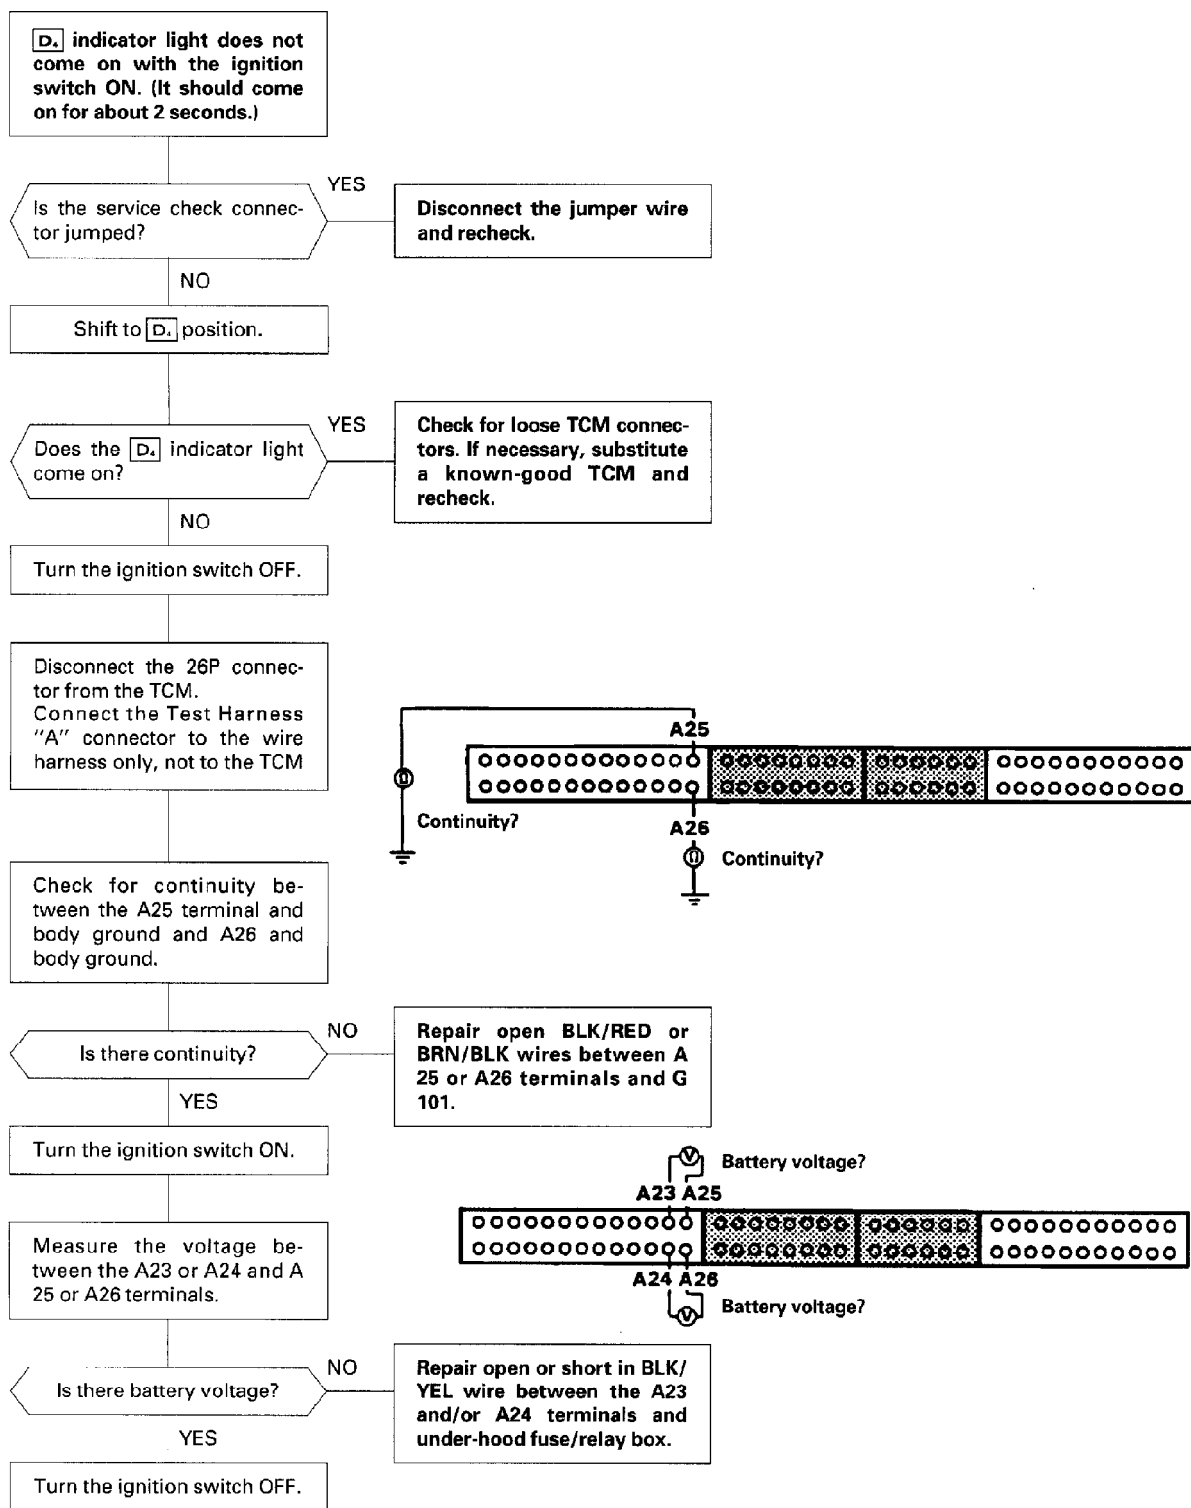 D4 indicator light does not
come on with the ignition
switch ON. (It should come
on for about 2 seconds.)
Is the service check connec-
tor jumped?
YES
Disconnect the jumper wire
and recheck.
NO
Shift to D4 position.
Does the D4 indicator light
come on?
YES
Check for loose TCM connec-
tors. If necessary, substitute
a known-good TCM and
recheck.
NO
Turn the ignition switch OFF.
Disconnect the 26P connec-
tor from the TCM.
Connect the Test Harness
"A" connector to the wire
harness only, not to the TCM
A25
Ω
Continuity?
A26
Ω
Continuity?
Check for continuity be-
tween the A25 terminal and
body ground and A26 and
body ground.
Is there continuity?
NO
Repair open BLK/RED or
BRN/BLK wires between A
25 or A26 terminals and G
101.
YES
Turn the ignition switch ON.
V
Battery voltage?
A23 A25
A24 A26
V
Battery voltage?
Measure the voltage be-
tween the A23 or A24 and A
25 or A26 terminals.
Is there battery voltage?
NO
Repair open or short in BLK/
YEL wire between the A23
and/or A24 terminals and
under-hood fuse/relay box.
YES
Turn the ignition switch OFF.